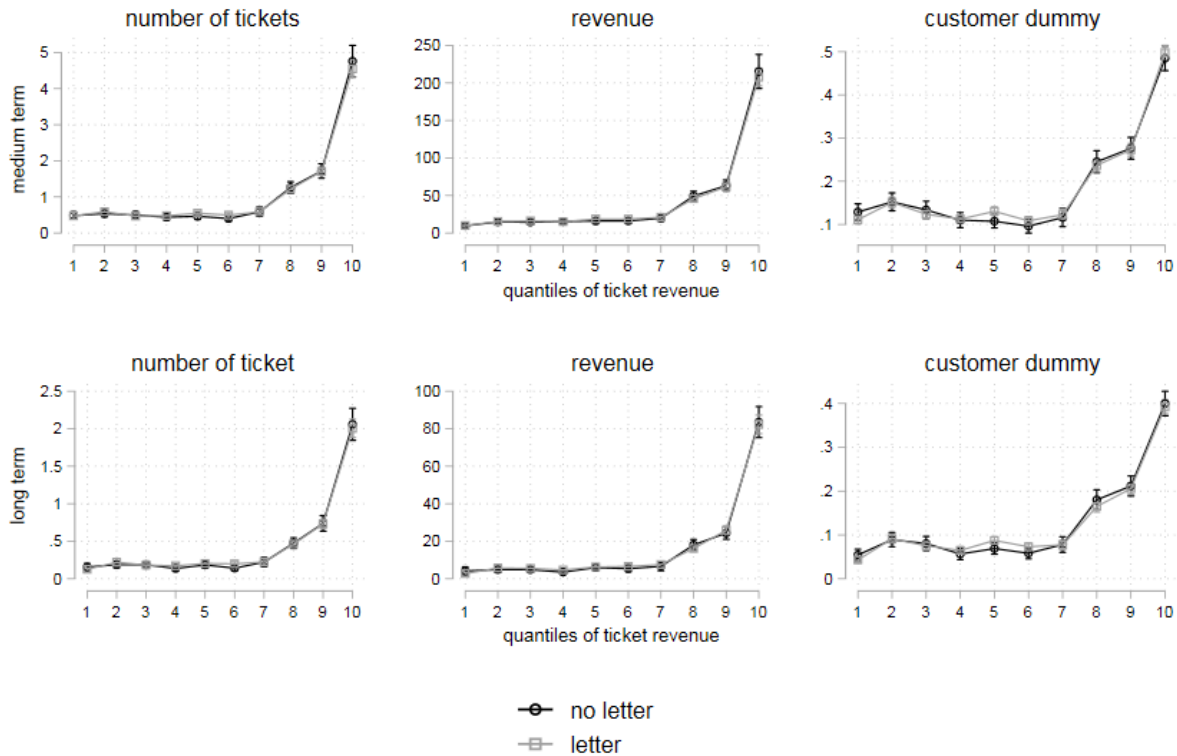 number of tickets
revenue
customer dummy
medium term
5
4
3
2
1
0
250
200
150
100
50
0
.5
.4
.3
.2
.1
1 2 3 4 5 6 7 8 9 10
1 2 3 4 5 6 7 8 9 10
1 2 3 4 5 6 7 8 9 10
quantiles of ticket revenue
number of ticket
revenue
customer dummy
long term
2.5
2
1.5
1
.5
0
100
80
60
40
20
0
.4
.3
.2
.1
0
1 2 3 4 5 6 7 8 9 10
1 2 3 4 5 6 7 8 9 10
1 2 3 4 5 6 7 8 9 10
quantiles of ticket revenue
no letter
letter